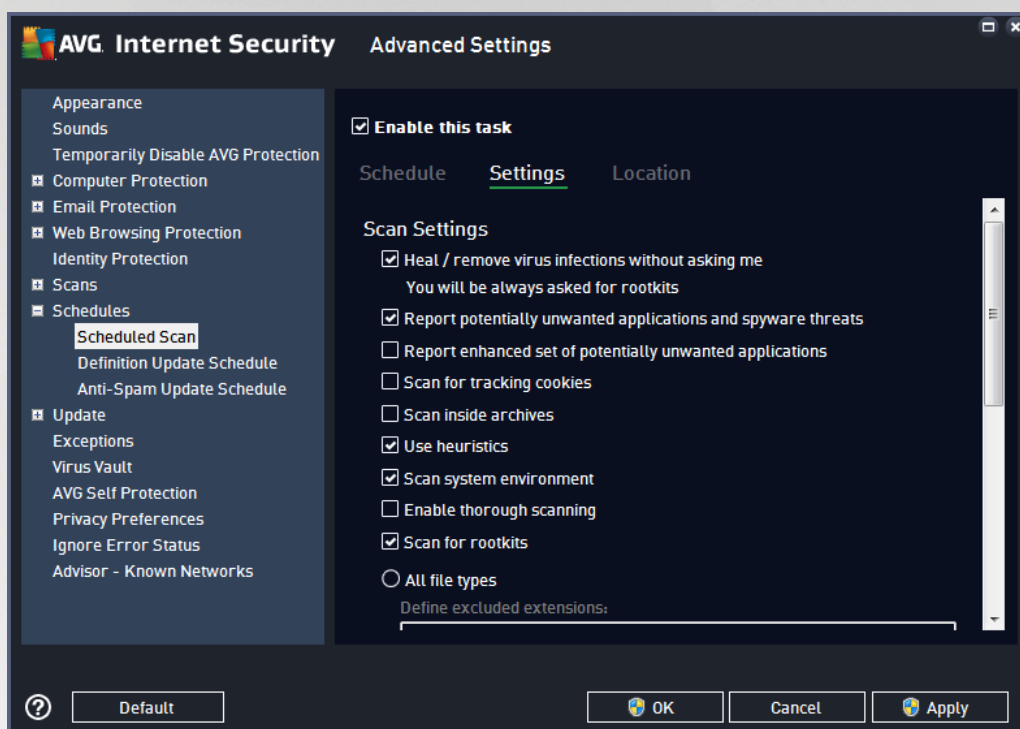 AVG. Internet Security Advanced Settings
Appearance
Sounds
Temporarily Disable AVG Protection
Computer Protection
Email Protection
Web Browsing Protection
Identity Protection
Scans
Schedules
Scheduled Scan
Definition Update Schedule
Anti-Spam Update Schedule
Update
Exceptions
Virus Vault
AVG Self Protection
Privacy Preferences
Ignore Error Status
Advisor - Known Networks
Enable this task
Schedule Settings Location
Scan Settings
Heal / remove virus infections without asking me
You will be always asked for rootkits
Report potentially unwanted applications and spyware threats
Report enhanced set of potentially unwanted applications
Scan for tracking cookies
Scan inside archives
Use heuristics
Scan system environment
Enable thorough scanning
Scan for rootkits
All file types
Define excluded extensions:
? Default OK Cancel Apply